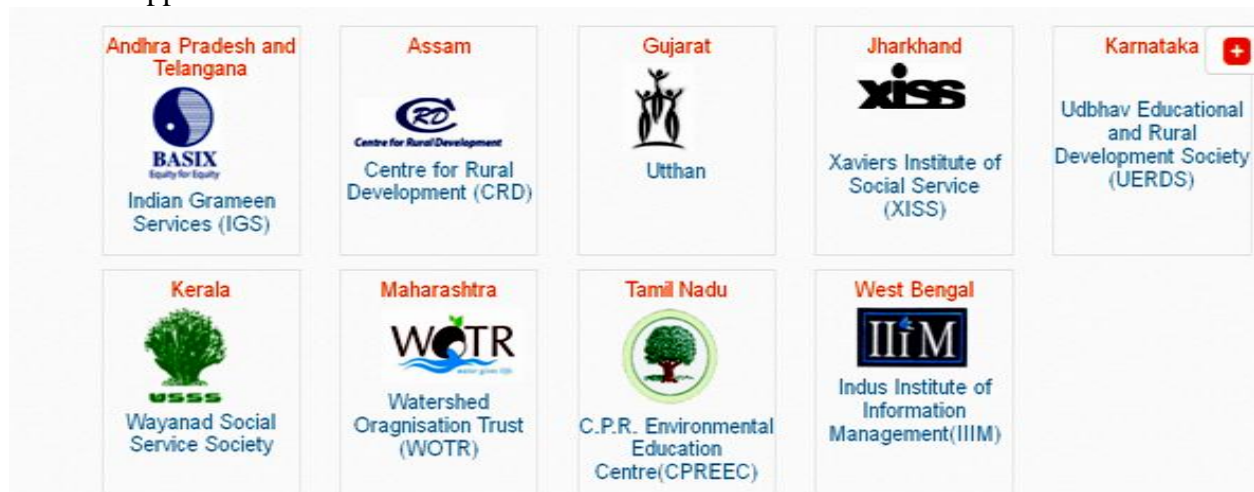 Andhra Pradesh and
Telangana
BASIX
Equity for Equity
Indian Grameen
Services (IGS)
Assam
CRD
Centre for Rural Development
Centre for Rural
Development (CRD)
Gujarat
Utthan
Jharkhand
xiss
Xaviers Institute of
Social Service
(XISS)
Karnataka
+
Udbhav Educational
and Rural
Development Society
(UERDS)
Kerala
USSS
Wayanad Social
Service Society
Maharashtra
WOTR
water gives life
Watershed
Oragnisation Trust
(WOTR)
Tamil Nadu
C.P.R. Environmental
Education
Centre(CPREEC)
West Bengal
IIiM
Indus Institute of
Information
Management(IIIM)